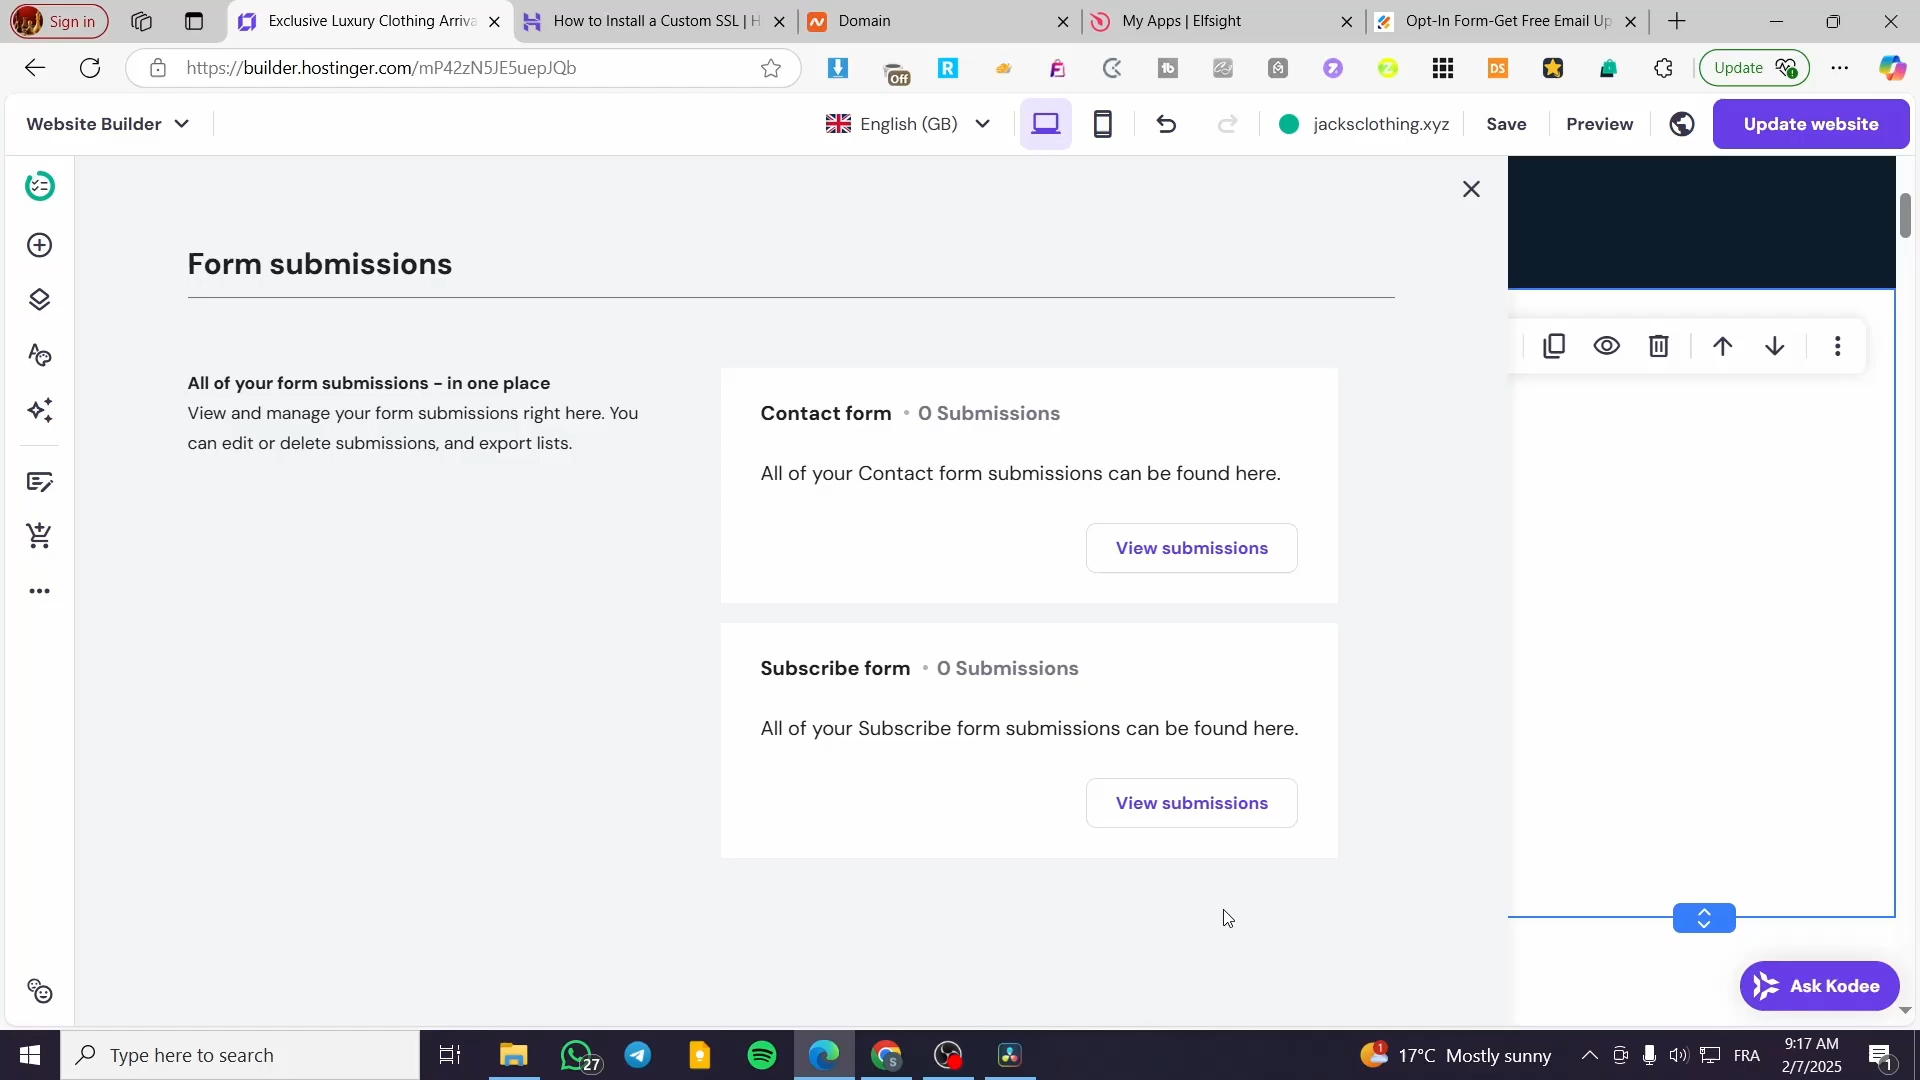 Sign in
Exclusive Luxury Clothing Arriva
How to Install a Custom SSL | H
Domain
My Apps | Elfsight
Opt-In Form-Get Free Email Up
https://builder.hostinger.com/mP42zN5JE5uepJQb
Off
Update
Website Builder
English (GB)
jacksclothing.xyz
Save
Preview
Update website
Form submissions
All of your form submissions - in one place
View and manage your form submissions right here. You
can edit or delete submissions, and export lists.
Contact form • 0 Submissions
All of your Contact form submissions can be found here.
View submissions
Subscribe form • 0 Submissions
All of your Subscribe form submissions can be found here.
View submissions
Ask Kodee
Type here to search
27
1
17°C Mostly sunny
FRA
9:17 AM
2/7/2025
1